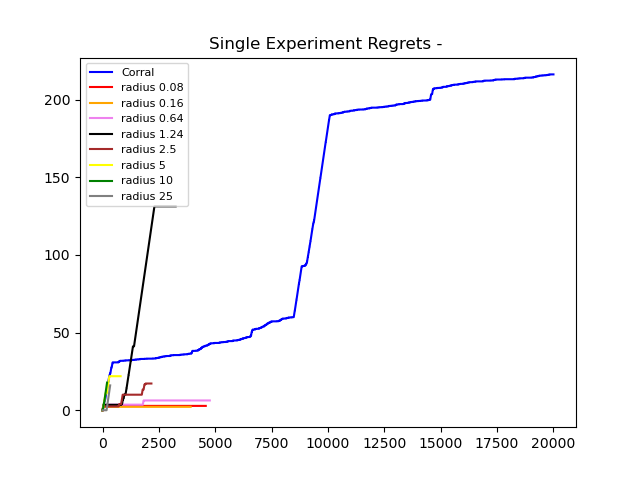 Single Experiment Regrets -
Corral
radius 0.08
radius 0.16
radius 0.64
radius 1.24
radius 2.5
radius 5
radius 10
radius 25
200
150
100
50
0
0 2500 5000 7500 10000 12500 15000 17500 20000